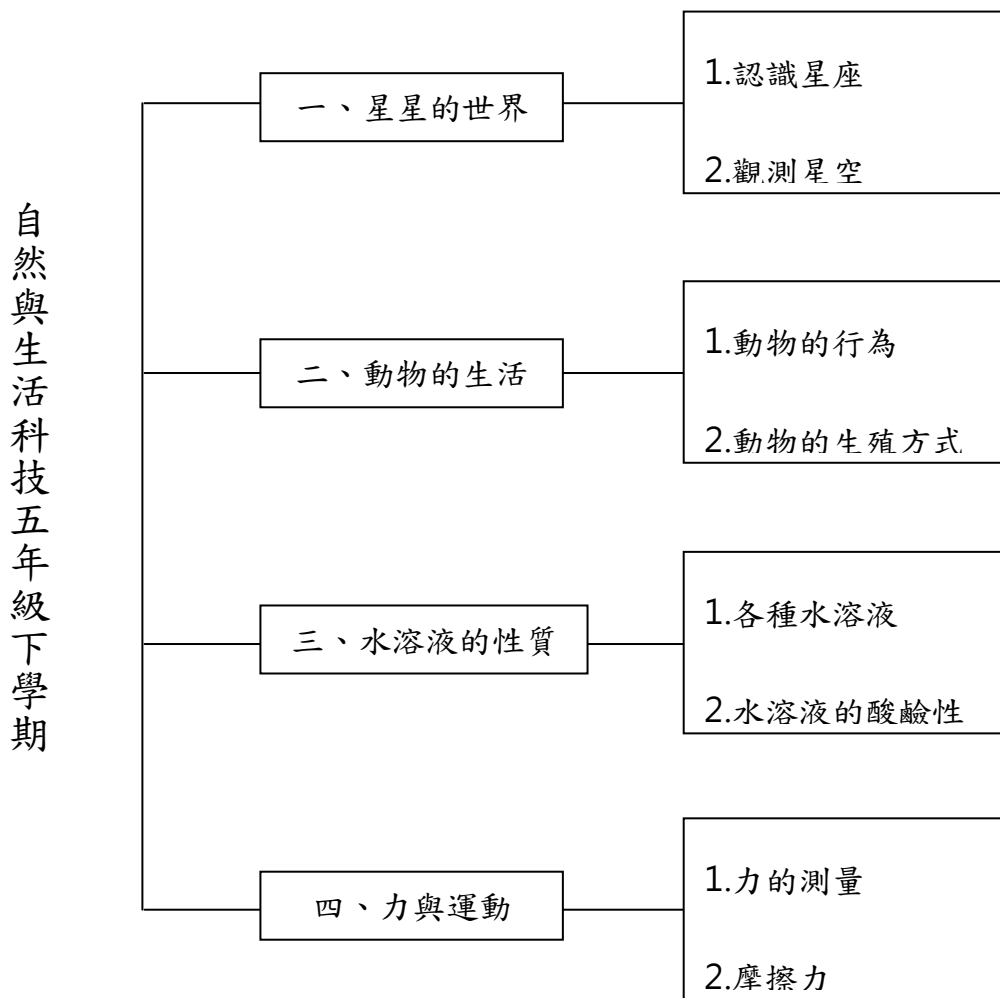 自然與生活科技五年級下學期
一、星星的世界
1.認識星座
2.觀測星空
二、動物的生活
1.動物的行為
2.動物的生殖方式
三、水溶液的性質
1.各種水溶液
2.水溶液的酸鹼性
四、力與運動
1.力的測量
2.摩擦力